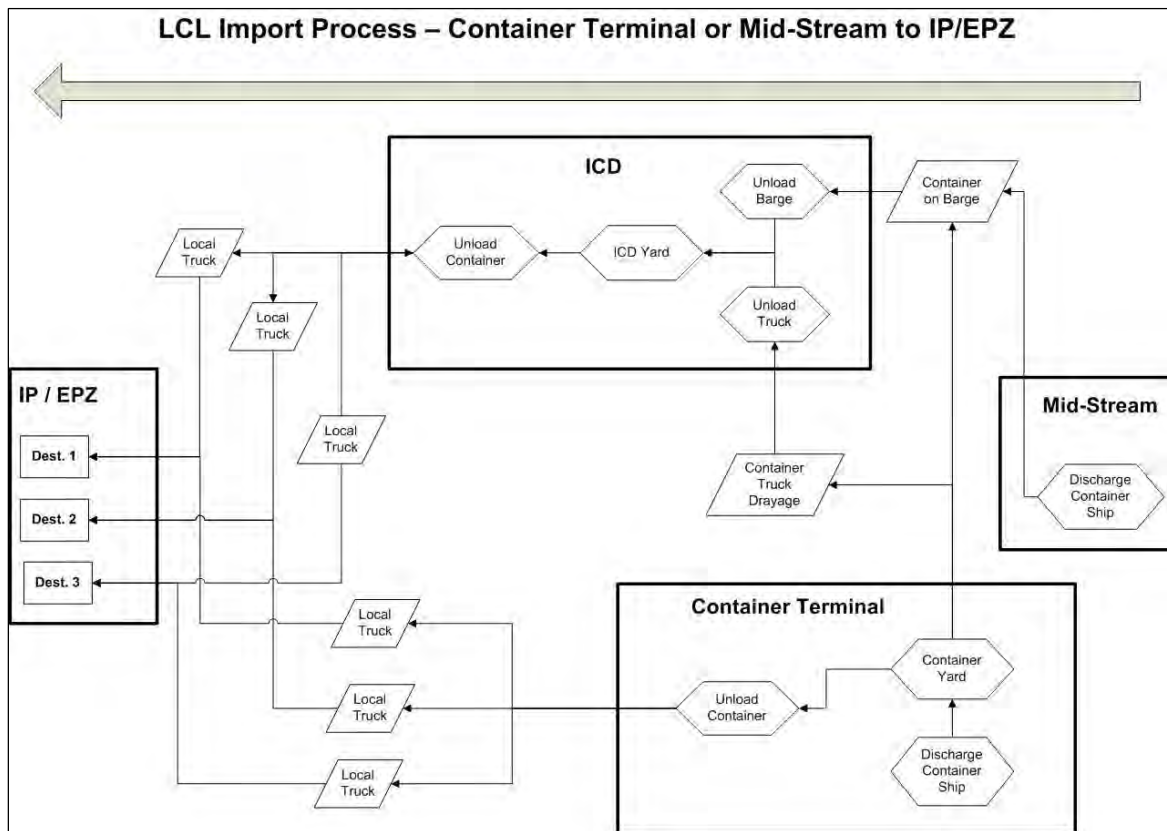 LCL Import Process – Container Terminal or Mid-Stream to IP/EPZ
ICD
Unload
Barge
Container
on Barge
Local
Truck
Unload
Container
ICD Yard
Local
Truck
Unload
Truck
IP / EPZ
Mid-Stream
Local
Truck
Dest. 1
Container
Truck
Drayage
Discharge
Container
Ship
Dest. 2
Dest. 3
Container Terminal
Local
Truck
Container
Yard
Local
Truck
Unload
Container
Local
Truck
Discharge
Container
Ship